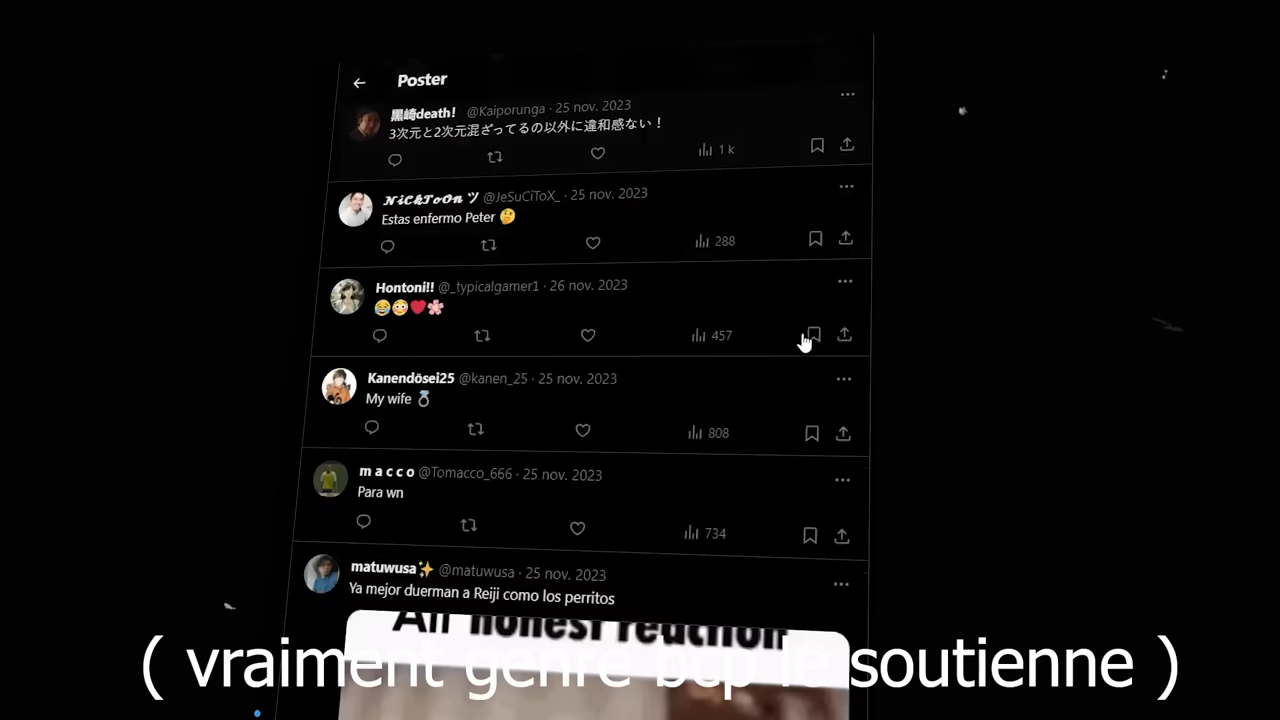 Poster
黒崎death! @Kaiporunga · 25 nov. 2023
3次元と2次元混ざってるの以外に違和感ない！
1 k
𝓝𝓲𝓒𝓴𝓣𝓸𝓞𝓷 ツ @JeSuCiToX_ · 25 nov. 2023
Estas enfermo Peter 🤔
288
Hontoni!! @_typicalgamer1 · 26 nov. 2023
😂😳❤️🌸
457
Kanendōsei25 @kanen_25 · 25 nov. 2023
My wife 💍
808
m a c c o @Tomacco_666 · 25 nov. 2023
Para wn
734
matuwusa✨ @matuwusa · 25 nov. 2023
Ya mejor duerman a Reiji como los perritos
An honest reaction
( vraiment genre bcp le soutienne )